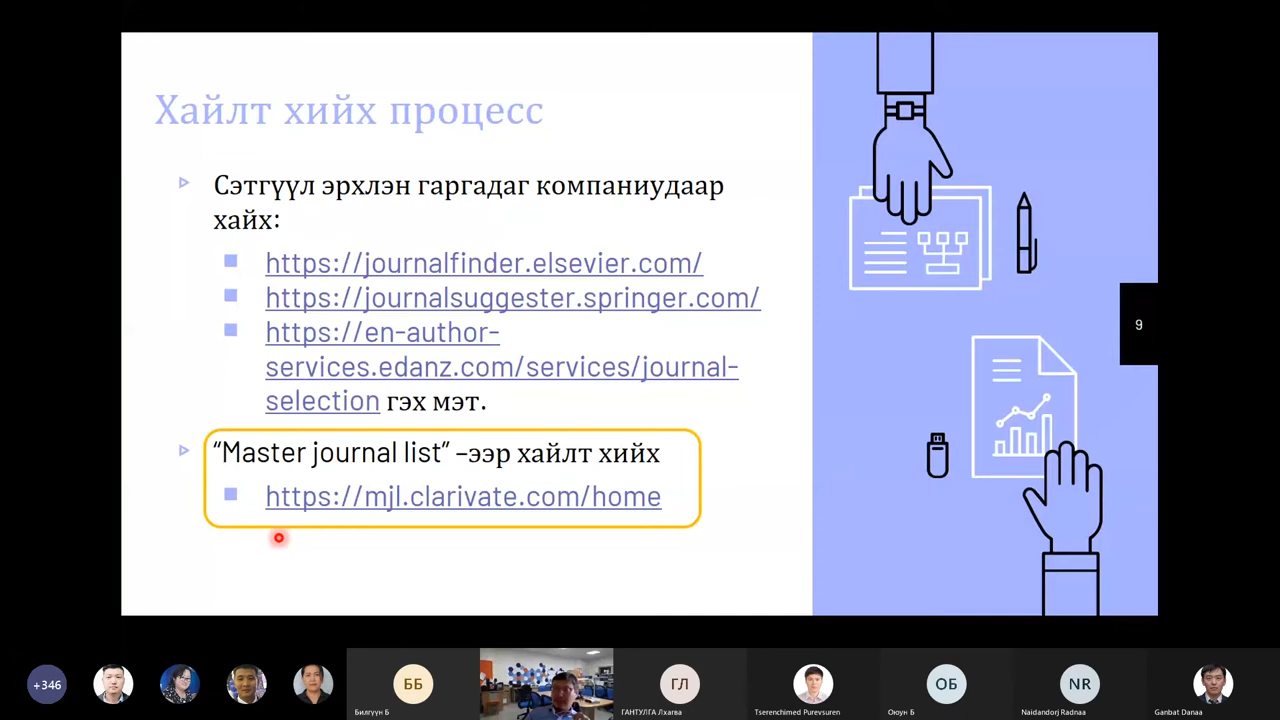 Хайлт хийх процесс
Сэтгүүл эрхлэн гаргадаг компаниудаар
хайх:
https://journalfinder.elsevier.com/
https://journalsuggester.springer.com/
https://en-author-
services.edanz.com/services/journal-
selection гэх мэт.
“Master journal list” –ээр хайлт хийх
https://mjl.clarivate.com/home
9
+346
ББ
ГЛ
ОБ
NR
Билгүүн Б
ГАНТУЛГА Лхагва
Tserenchimed Purevsuren
Оюун Б
Naidandorj Radnaa
Ganbat Danaa